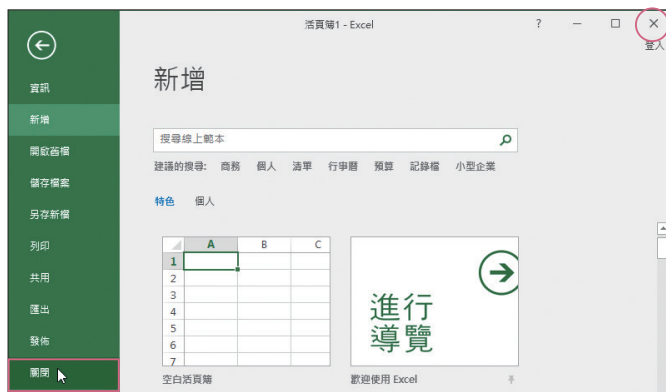 活頁簿1 - Excel
?
登入
資訊
新增
開啟舊檔
儲存檔案
另存新檔
列印
共用
匯出
發佈
關閉
新增
搜尋線上範本
建議的搜尋: 商務 個人 清單 行事曆 預算 記錄檔 小型企業
特色 個人
A B C
1
2
3
4
5
6
7
空白活頁簿
進行
導覽
歡迎使用 Excel